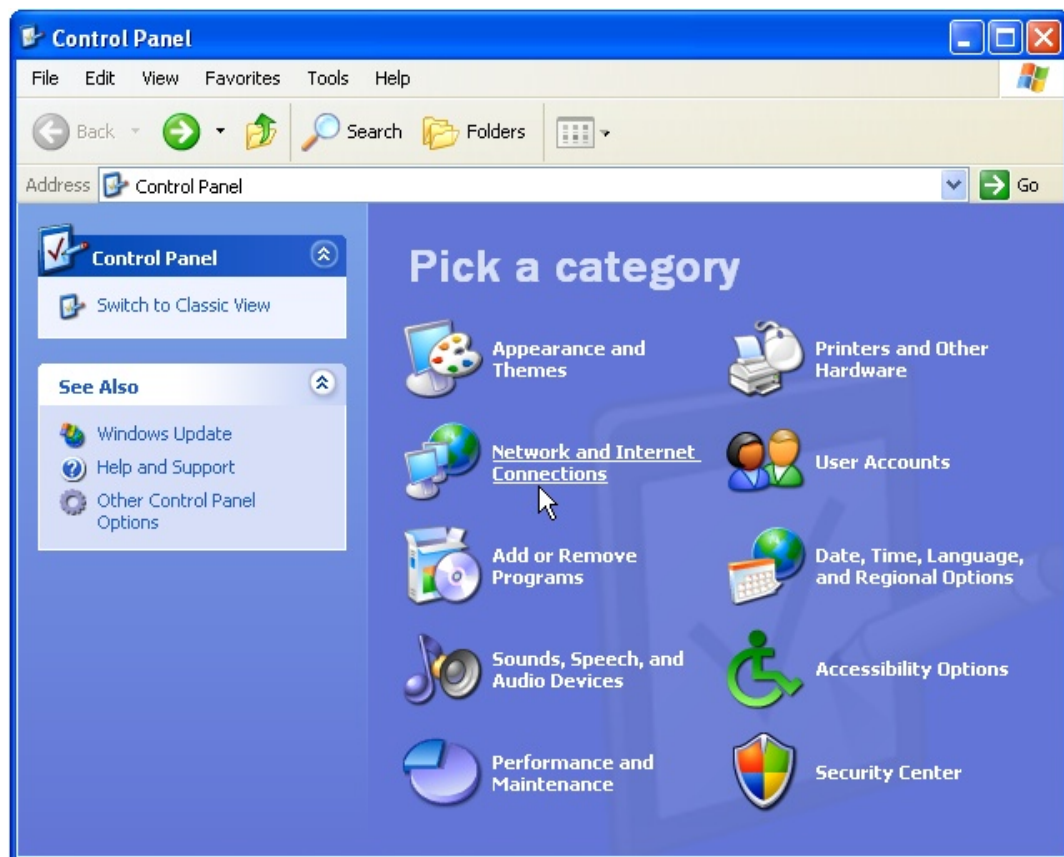 Control Panel
File Edit View Favorites Tools Help
Back Search Folders
Address Control Panel Go
Control Panel
Switch to Classic View
See Also
Windows Update
Help and Support
Other Control Panel
Options
Pick a category
Appearance and
Themes
Printers and Other
Hardware
Network and Internet
Connections
User Accounts
Add or Remove
Programs
Date, Time, Language,
and Regional Options
Sounds, Speech, and
Audio Devices
Accessibility Options
Performance and
Maintenance
Security Center